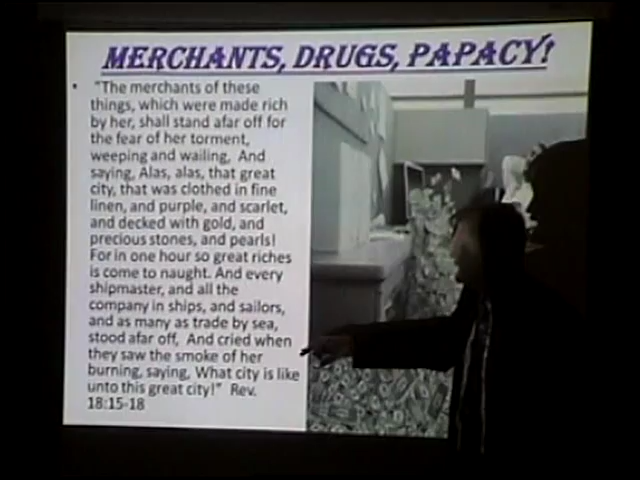 MERCHANTS, DRUGS, PAPACY!
• "The merchants of these
things, which were made rich
by her, shall stand afar off for
the fear of her torment,
weeping and wailing, And
saying, Alas, alas, that great
city, that was clothed in fine
linen, and purple, and scarlet,
and decked with gold, and
precious stones, and pearls!
For in one hour so great riches
is come to naught. And every
shipmaster, and all the
company in ships, and sailors,
and as many as trade by sea,
stood afar off, And cried when
they saw the smoke of her
burning, saying, What city is like
unto this great city!" Rev.
18:15-18